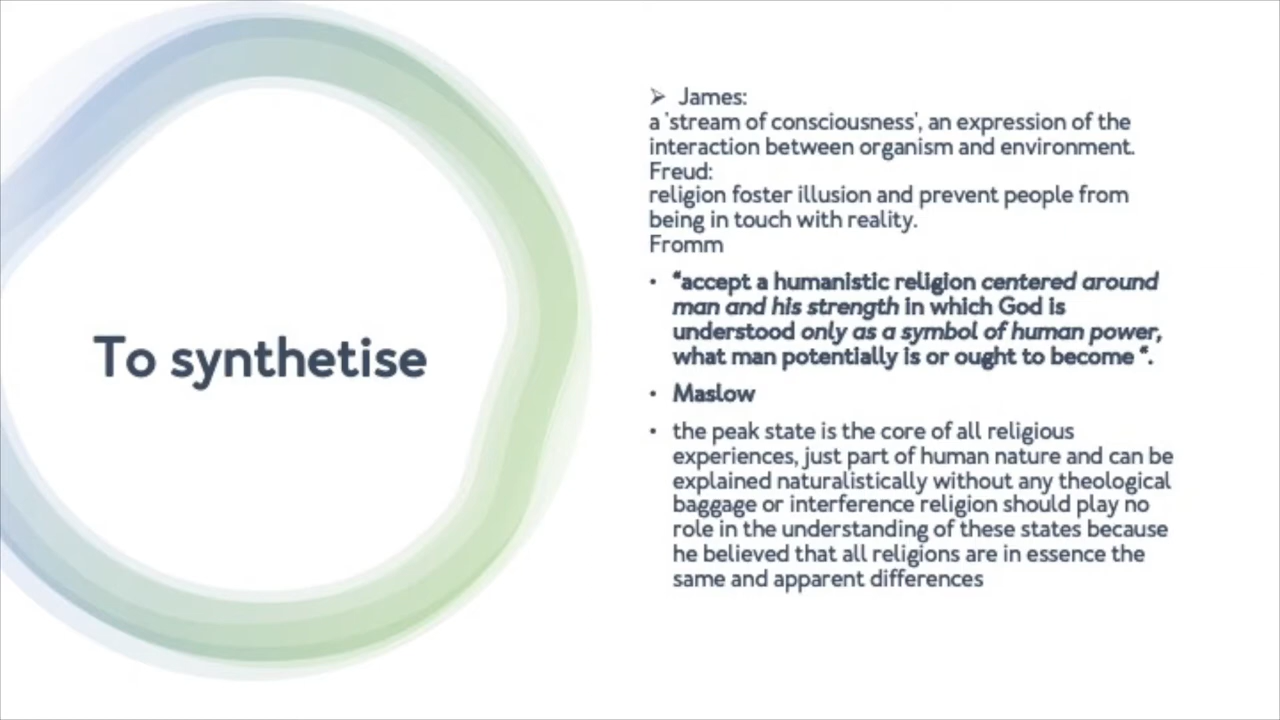 To synthetise
➢ James:
a 'stream of consciousness', an expression of the
interaction between organism and environment.
Freud:
religion foster illusion and prevent people from
being in touch with reality.
Fromm
• “accept a humanistic religion centered around
man and his strength in which God is
understood only as a symbol of human power,
what man potentially is or ought to become “.
• Maslow
• the peak state is the core of all religious
experiences, just part of human nature and can be
explained naturalistically without any theological
baggage or interference religion should play no
role in the understanding of these states because
he believed that all religions are in essence the
same and apparent differences